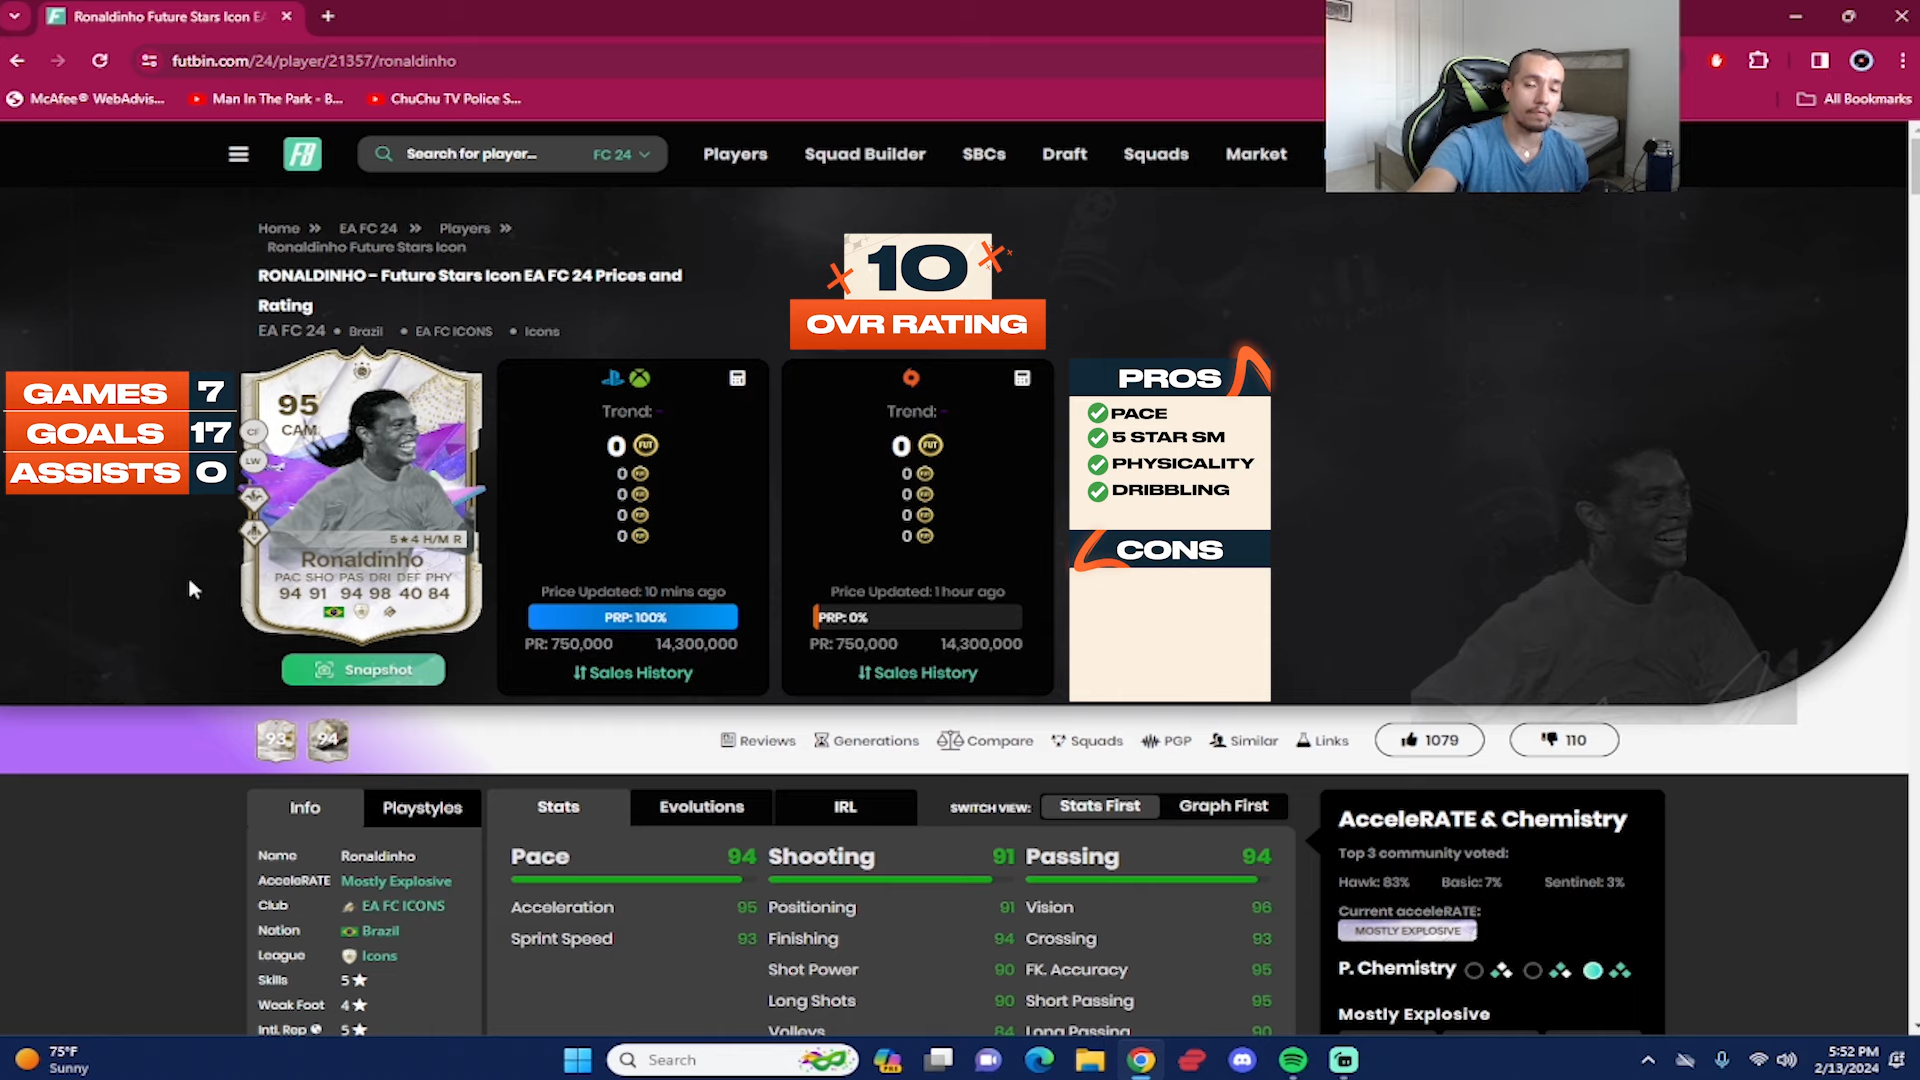 Ronaldinho Future Stars Icon EA
futbin.com/24/player/21357/ronaldinho
McAfee® WebAdvis...
Man In The Park - B...
ChuChu TV Police S...
All Bookmarks
Search for player...
FC 24
Players
Squad Builder
SBCs
Draft
Squads
Market
Home
EA FC 24
Players
Ronaldinho Future Stars Icon
RONALDINHO - Future Stars Icon EA FC 24 Prices and
Rating
EA FC 24 • Brazil • EA FC ICONS • Icons
10
OVR RATING
GAMES 7
GOALS 17
ASSISTS 0
95
CAM
CF
LW
5★4 H/M R
Ronaldinho
PAC SHO PAS DRI DEF PHY
94 91 94 98 40 84
Snapshot
Trend: -
0
0
0
0
0
Price Updated: 10 mins ago
PRP: 100%
PR: 750,000 14,300,000
Sales History
Trend: -
0
0
0
0
0
Price Updated: 1 hour ago
PRP: 0%
PR: 750,000 14,300,000
Sales History
PROS
PACE
5 STAR SM
PHYSICALITY
DRIBBLING
CONS
93
94
Reviews
Generations
Compare
Squads
PGP
Similar
Links
1079
110
Info
Playstyles
Stats
Evolutions
IRL
SWITCH VIEW:
Stats First
Graph First
Name Ronaldinho
AcceleRATE Mostly Explosive
Club EA FC ICONS
Nation Brazil
League Icons
Skills 5★
Weak Foot 4★
Intl. Rep 5★
Pace 94
Acceleration 95
Sprint Speed 93
Shooting 91
Positioning 91
Finishing 94
Shot Power 90
Long Shots 90
Volleys 84
Passing 94
Vision 96
Crossing 93
FK. Accuracy 95
Short Passing 95
Long Passing 90
AcceleRATE & Chemistry
Top 3 community voted:
Hawk: 83% Basic: 7% Sentinel: 3%
Current acceleRATE:
MOSTLY EXPLOSIVE
P. Chemistry
Mostly Explosive
75°F
Sunny
Search
5:52 PM
2/13/2024